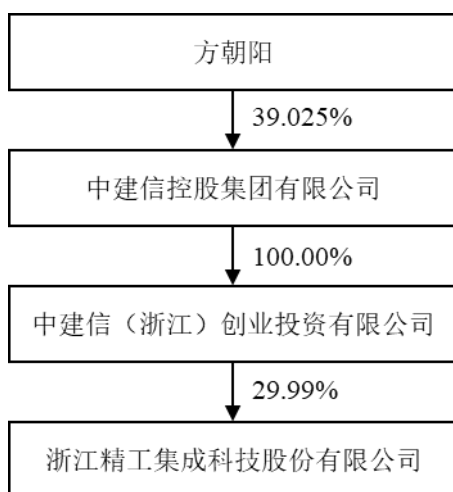 方朝阳
39.025%
中建信控股集团有限公司
100.00%
中建信（浙江）创业投资有限公司
29.99%
浙江精工集成科技股份有限公司